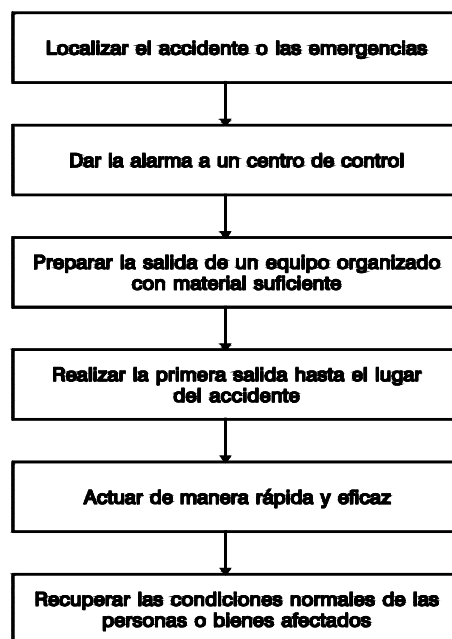 Localizar el accidente o las emergencias
Dar la alarma a un centro de control
Preparar la salida de un equipo organizado
con material suficiente
Realizar la primera salida hasta el lugar
del accidente
Actuar de manera rápida y eficaz
Recuperar las condiciones normales de las
personas o bienes afectados